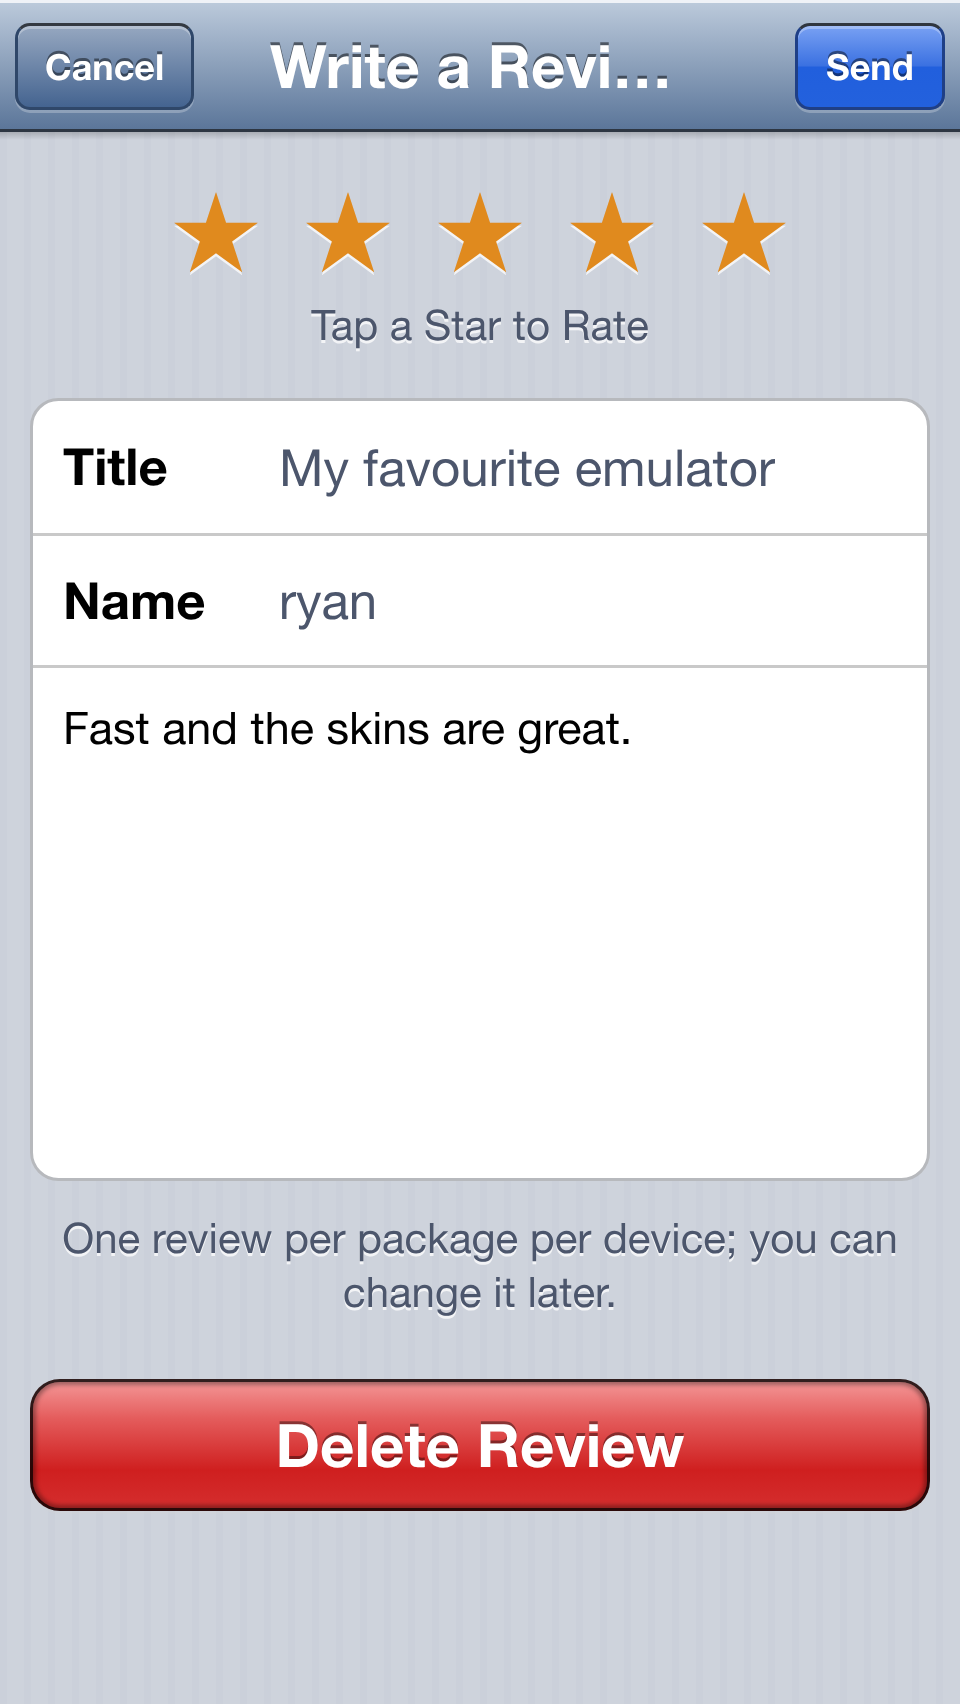 Cancel
Write a Revi...
Send
Tap a Star to Rate
Title My favourite emulator
Name ryan
Fast and the skins are great.
One review per package per device; you can
change it later.
Delete Review